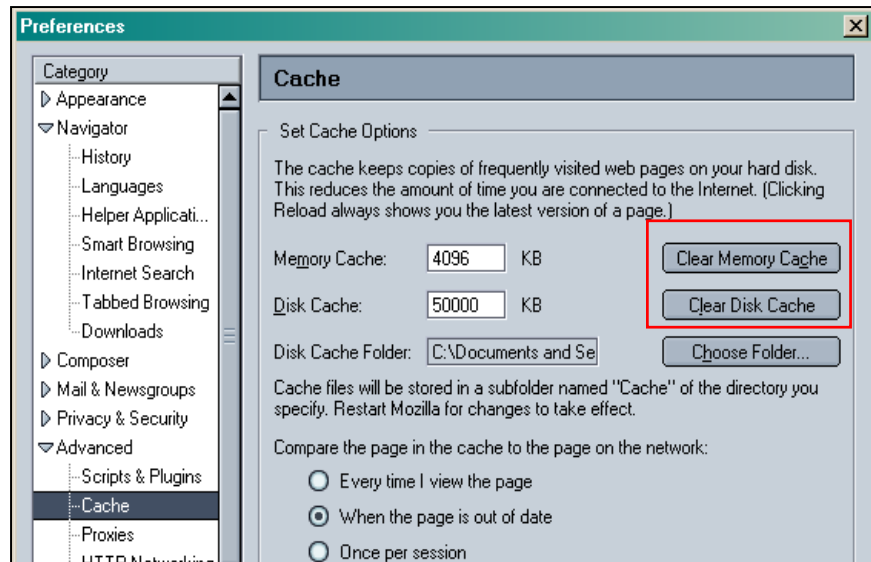 Preferences
Category
Appearance
Navigator
History
Languages
Helper Applicati...
Smart Browsing
Internet Search
Tabbed Browsing
Downloads
Composer
Mail & Newsgroups
Privacy & Security
Advanced
Scripts & Plugins
Cache
Proxies
HTTP Networking
Cache
Set Cache Options
The cache keeps copies of frequently visited web pages on your hard disk.
This reduces the amount of time you are connected to the Internet. (Clicking
Reload always shows you the latest version of a page.)
Memory Cache: 4096 KB Clear Memory Cache
Disk Cache: 50000 KB Clear Disk Cache
Disk Cache Folder: C:\Documents and Se Choose Folder...
Cache files will be stored in a subfolder named "Cache" of the directory you
specify. Restart Mozilla for changes to take effect.
Compare the page in the cache to the page on the network:
Every time I view the page
When the page is out of date
Once per session